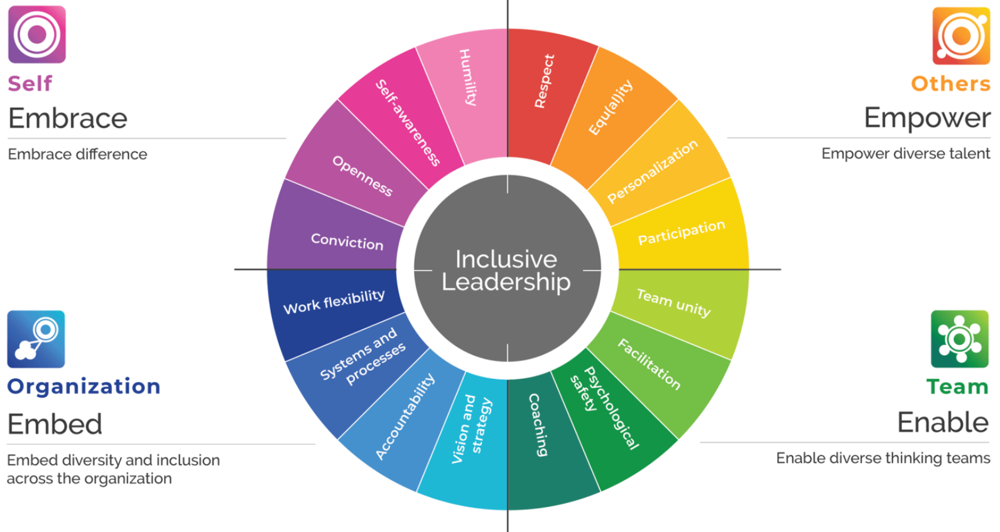 Self
Embrace
Embrace difference
Others
Empower
Empower diverse talent
Humility
Self-awareness
Openness
Conviction
Respect
Equ(al)ity
Personalization
Participation
Inclusive
Leadership
Work flexibility
Systems and
processes
Accountability
Vision and
strategy
Team unity
Facilitation
Psychological
safety
Coaching
Organization
Embed
Embed diversity and inclusion
across the organization
Team
Enable
Enable diverse thinking teams